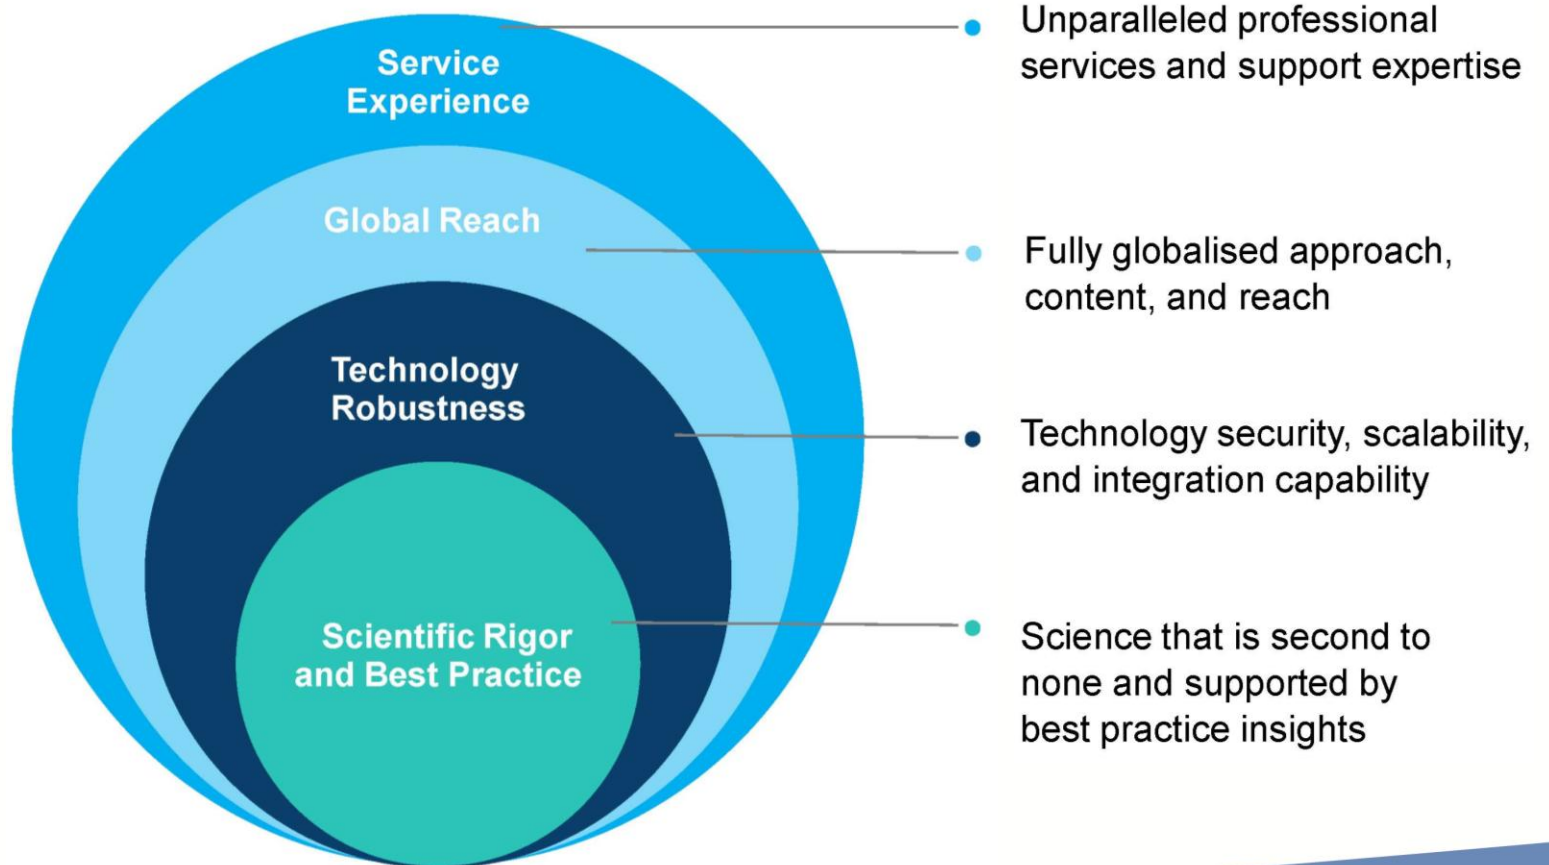 Service
Experience
Unparalleled professional
services and support expertise
Global Reach
Fully globalised approach,
content, and reach
Technology
Robustness
Technology security, scalability,
and integration capability
Scientific Rigor
and Best Practice
Science that is second to
none and supported by
best practice insights